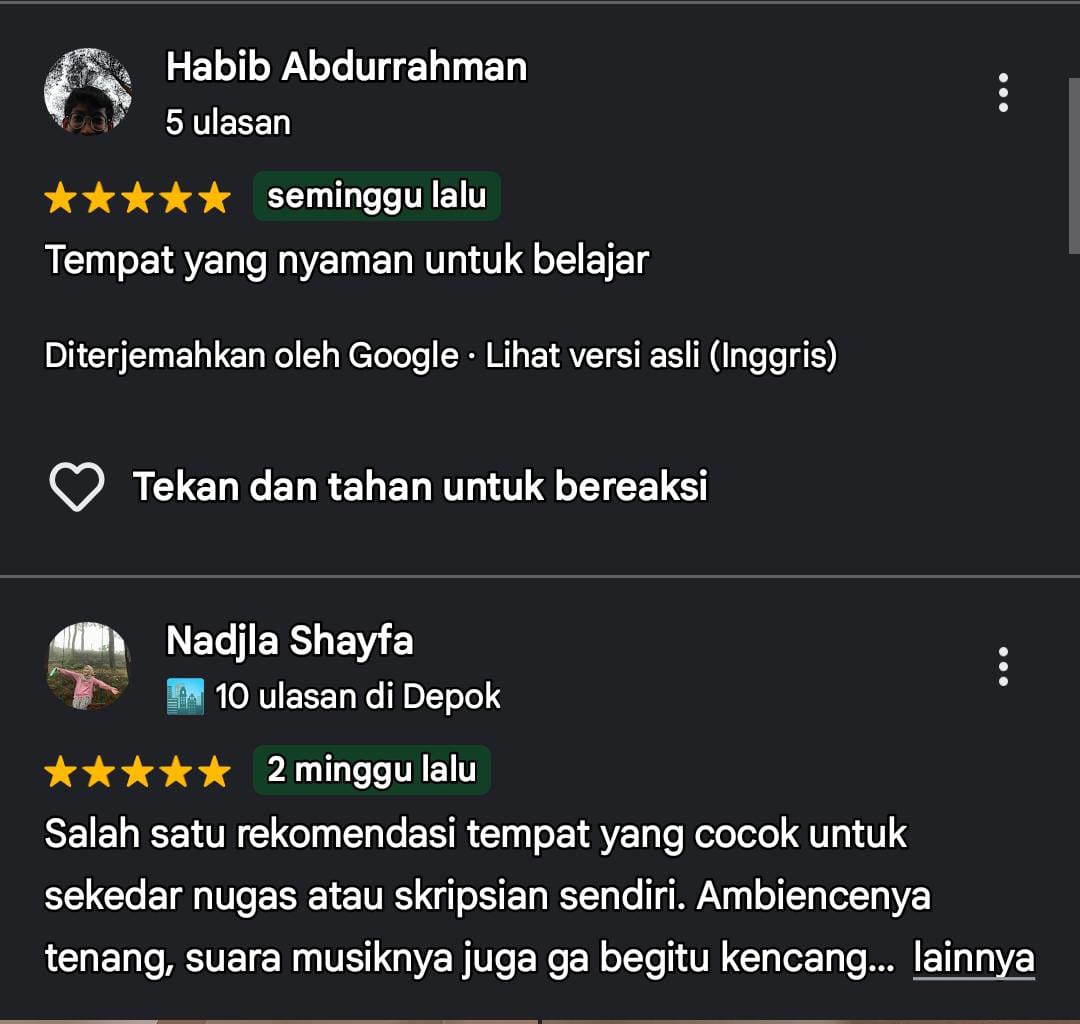 Habib Abdurrahman
5 ulasan
seminggu lalu
Tempat yang nyaman untuk belajar
Diterjemahkan oleh Google · Lihat versi asli (Inggris)
Tekan dan tahan untuk bereaksi
Nadjla Shayfa
10 ulasan di Depok
2 minggu lalu
Salah satu rekomendasi tempat yang cocok untuk
sekedar nugas atau skripsian sendiri. Ambiencenya
tenang, suara musiknya juga ga begitu kencang... lainnya